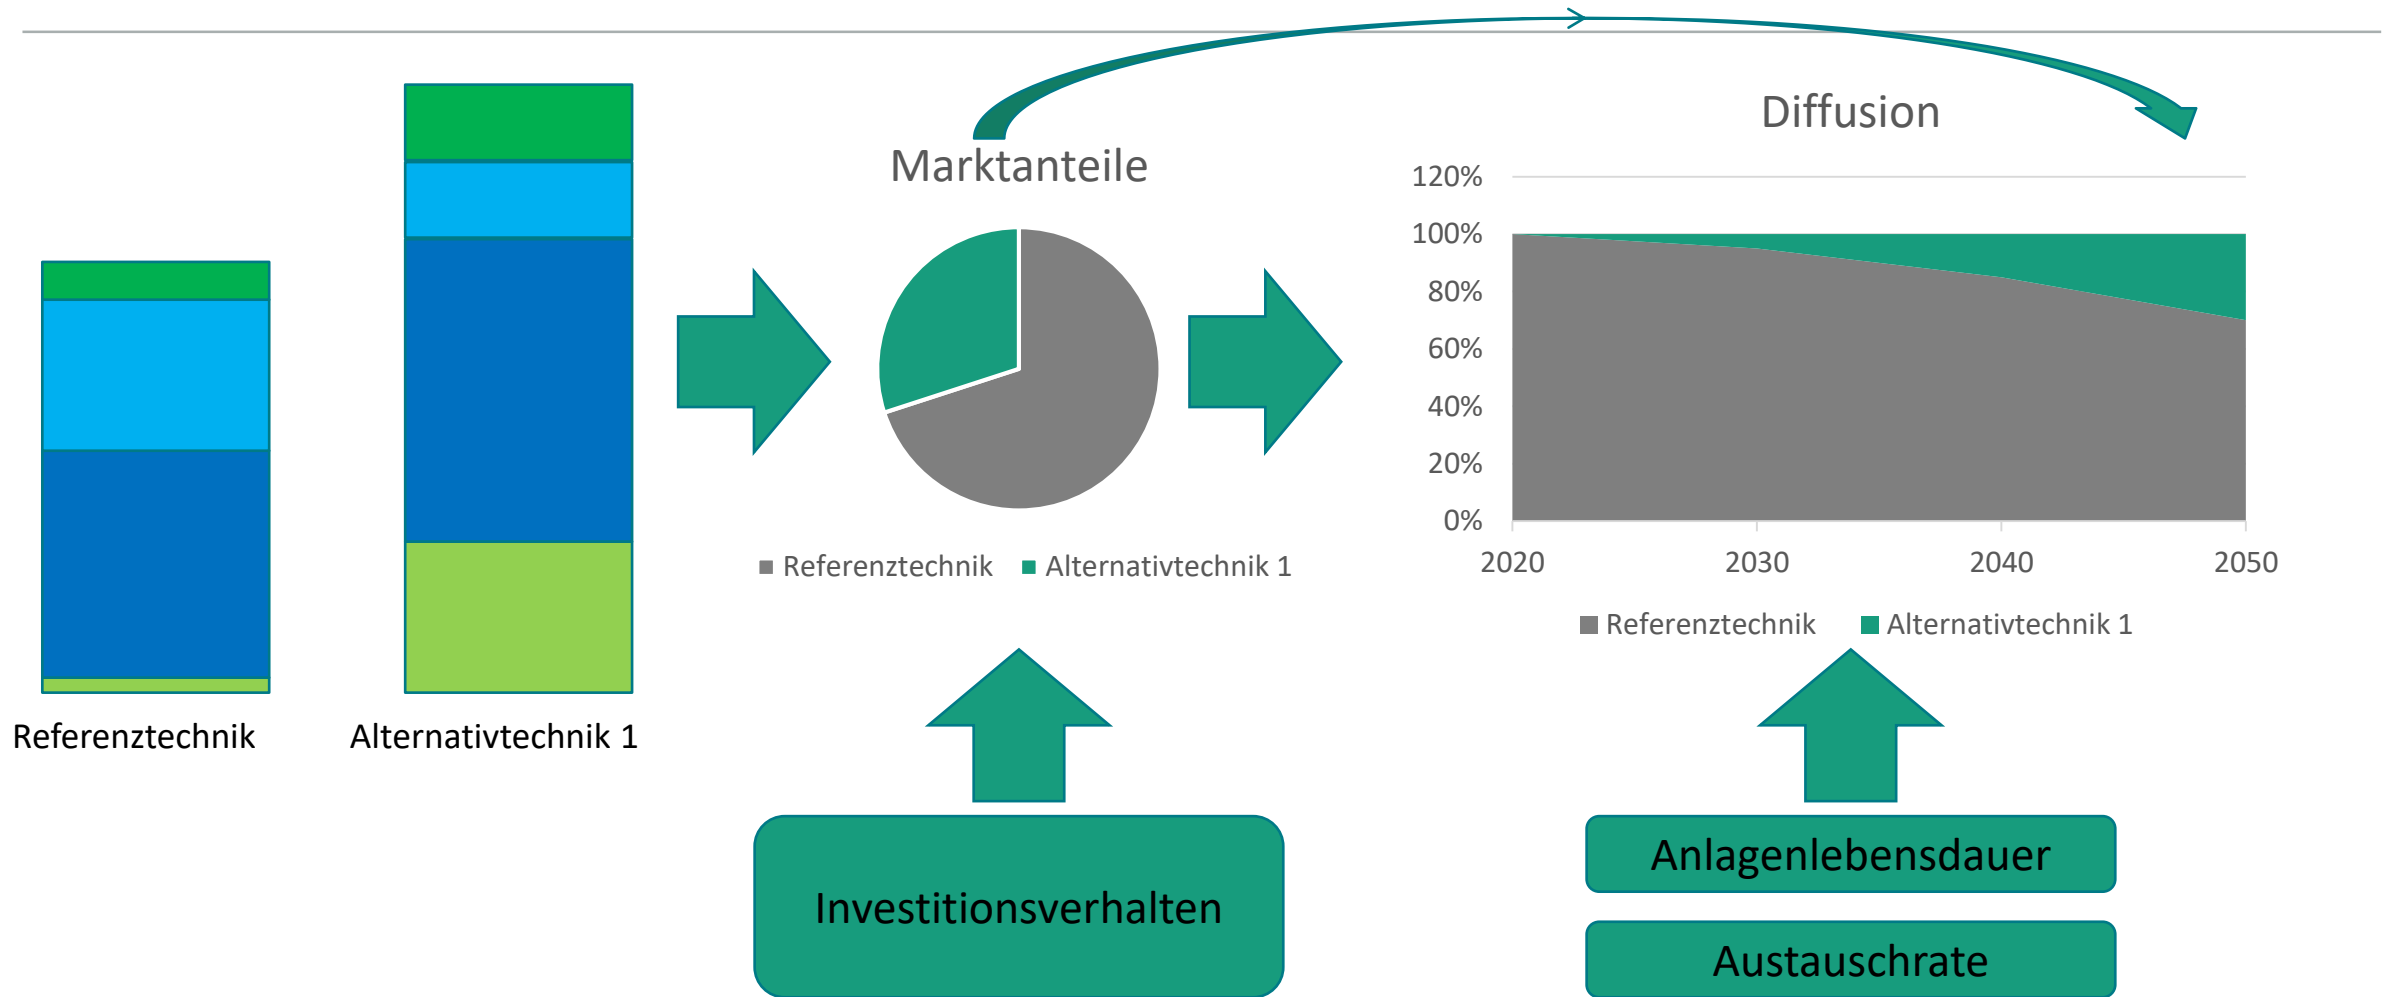 Diffusion
Marktanteile
120%
100%
80%
60%
40%
20%
0%
2020 2030 2040 2050
Referenztechnik Alternativtechnik 1
Referenztechnik Alternativtechnik 1
Referenztechnik Alternativtechnik 1
Investitionsverhalten
Anlagenlebensdauer
Austauschrate